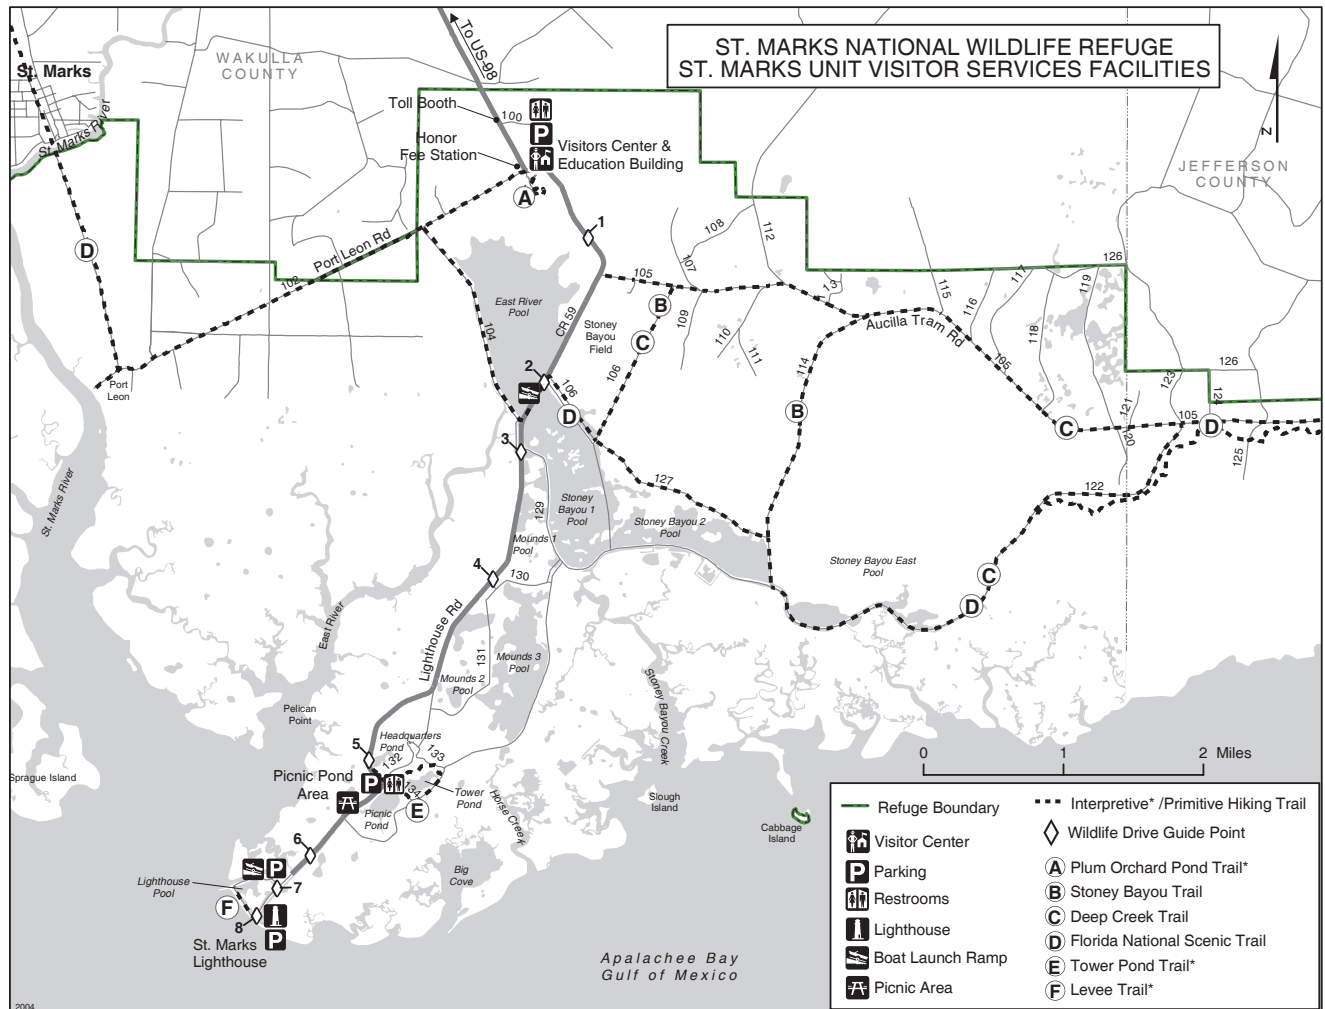 ST. MARKS NATIONAL WILDLIFE REFUGE
ST. MARKS UNIT VISITOR SERVICES FACILITIES
To US-98
WAKULLA
COUNTY
St. Marks
St. Marks River
Toll Booth
100
Honor
Fee Station
P
Visitors Center &
Education Building
A
N
JEFFERSON
COUNTY
D
Port Leon Rd
102
1
108
112
107
126
105
13
117
119
115
116
East River
Pool
CR 59
Stoney
Bayou
Field
B
109
110
111
118
Aucilla Tram Rd
104
C
106
114
105
126
123
124
Port
Leon
2
106
D
B
121
120
C
105
D
125
3
St. Marks River
127
122
129
Stoney
Bayou 1
Pool
Stoney Bayou 2
Pool
Mounds 1
Pool
Stoney Bayou East
Pool
4
130
C
D
East River
Lighthouse Rd
131
Mounds 3
Pool
Mounds 2
Pool
Stoney Bayou Creek
Pelican
Point
Headquarters
Pond
5
132
133
Sprague Island
Picnic Pond
Area
P
134
Tower
Pond
E
Picnic
Pond
Horse Creek
Slough
Island
Cabbage
Island
6
P
Big
Cove
Lighthouse
Pool
7
F
8
P
St. Marks
Lighthouse
Apalachee Bay
Gulf of Mexico
0 1 2 Miles
Refuge Boundary
Visitor Center
P Parking
Restrooms
Lighthouse
Boat Launch Ramp
Picnic Area
Interpretive* /Primitive Hiking Trail
Wildlife Drive Guide Point
A Plum Orchard Pond Trail*
B Stoney Bayou Trail
C Deep Creek Trail
D Florida National Scenic Trail
E Tower Pond Trail*
F Levee Trail*
2004